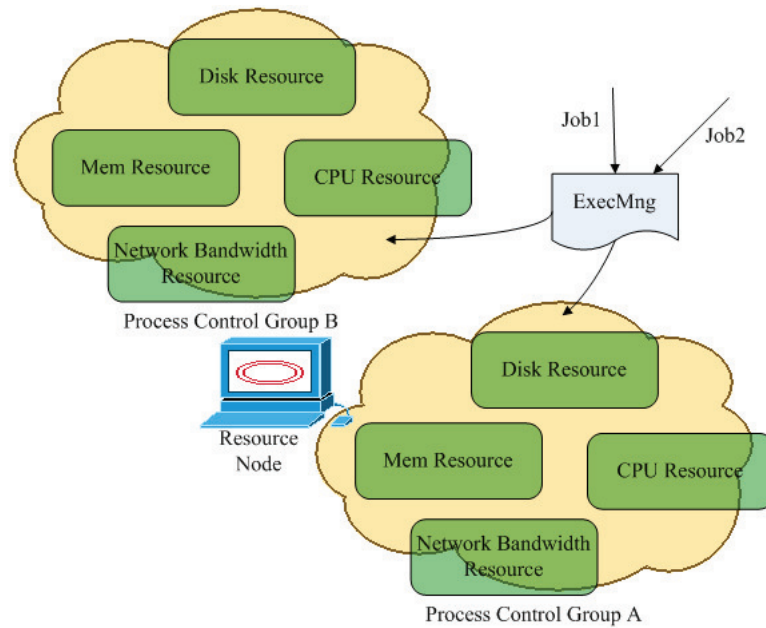 Disk Resource
Job1
Job2
Mem Resource
CPU Resource
ExecMng
Network Bandwidth
Resource
Process Control Group B
Disk Resource
Resource
Node
Mem Resource
CPU Resource
Network Bandwidth
Resource
Process Control Group A